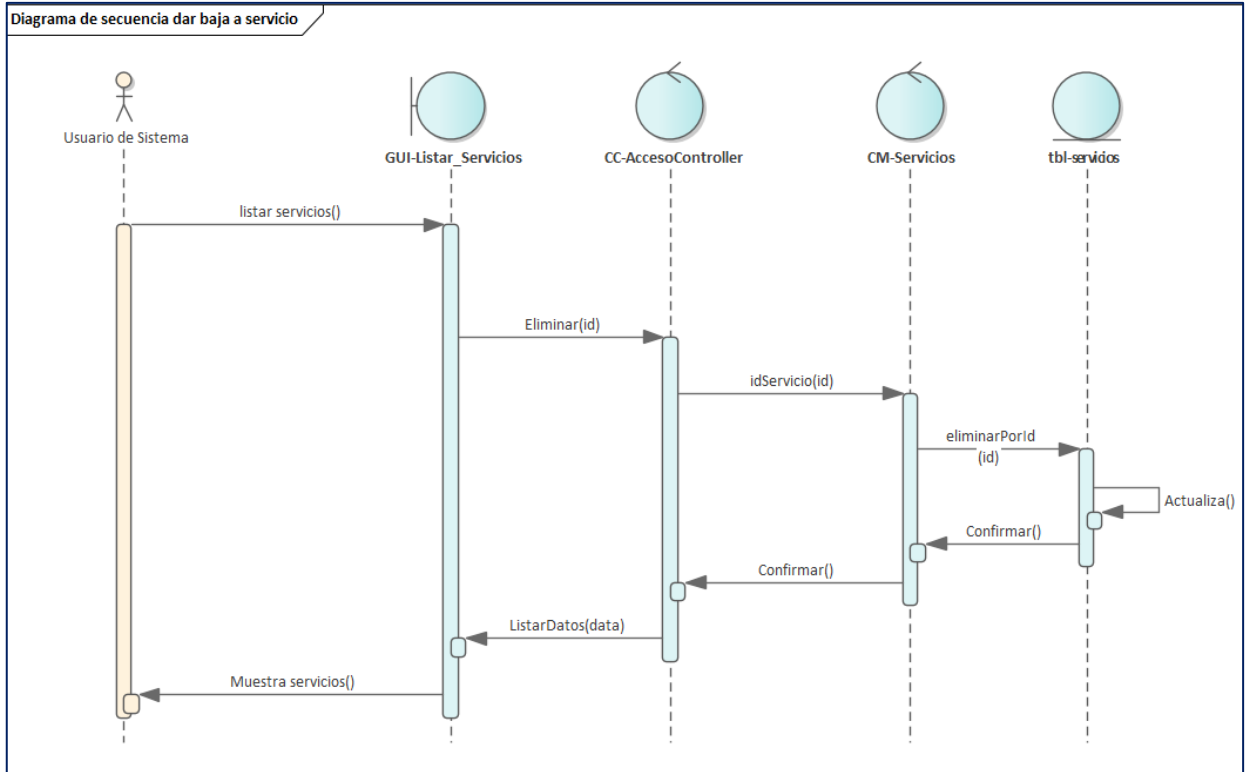 Diagrama de secuencia dar baja a servicio
Usuario de Sistema
GUI-Listar_Servicios
CC-AccesoController
CM-Servicios
tbl-servicios
listar servicios()
Eliminar(id)
idServicio(id)
eliminarPorId
(id)
Actualiza()
Confirmar()
Confirmar()
ListarDatos(data)
Muestra servicios()